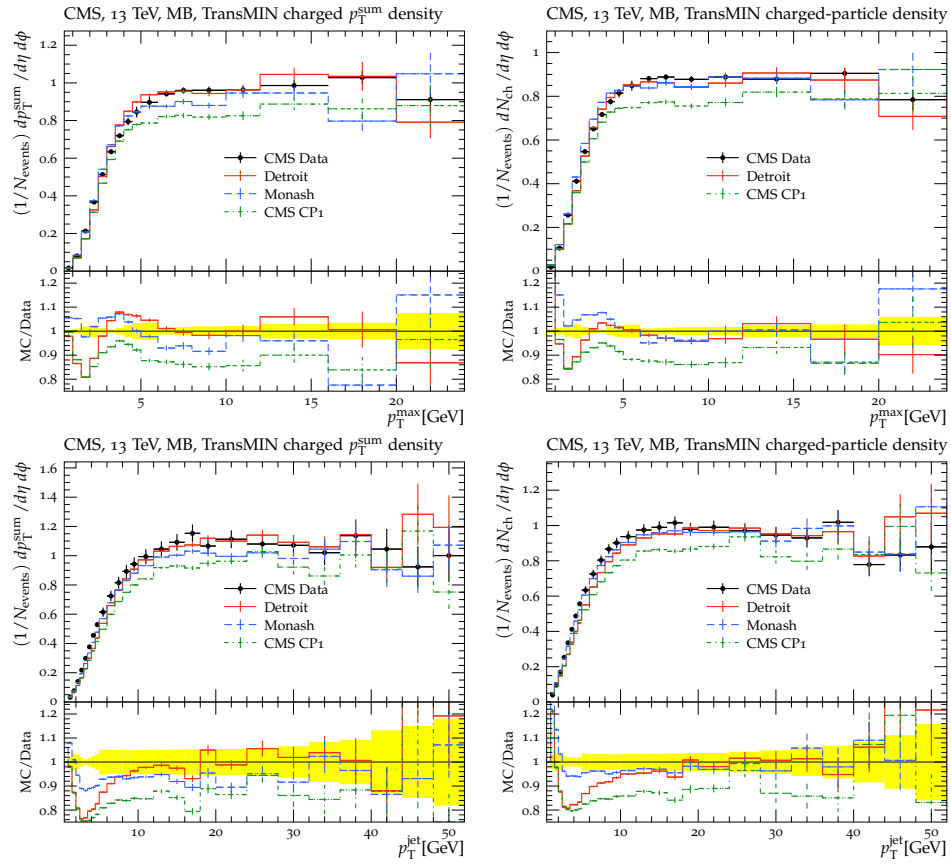 CMS, 13 TeV, MB, TransMIN charged p_T^sum density
(1/N_events) dp_T^sum/dη dϕ
1.4
1.2
1
0.8
0.6
0.4
0.2
0
CMS Data
Detroit
Monash
CMS CP1
MC/Data
1.2
1.1
1
0.9
0.8
5 10 15 20
p_T^max [GeV]
CMS, 13 TeV, MB, TransMIN charged-particle density
(1/N_events) dN_ch/dη dϕ
1
0.8
0.6
0.4
0.2
0
CMS Data
Detroit
Monash
CMS CP1
MC/Data
1.2
1.1
1
0.9
0.8
5 10 15 20
p_T^max [GeV]
CMS, 13 TeV, MB, TransMIN charged p_T^sum density
(1/N_events) dp_T^sum/dη dϕ
1.6
1.4
1.2
1
0.8
0.6
0.4
0.2
0
CMS Data
Detroit
Monash
CMS CP1
MC/Data
1.2
1.1
1
0.9
0.8
10 20 30 40 50
p_T^jet [GeV]
CMS, 13 TeV, MB, TransMIN charged-particle density
(1/N_events) dN_ch/dη dϕ
1.4
1.2
1
0.8
0.6
0.4
0.2
0
CMS Data
Detroit
Monash
CMS CP1
MC/Data
1.2
1.1
1
0.9
0.8
10 20 30 40 50
p_T^jet [GeV]